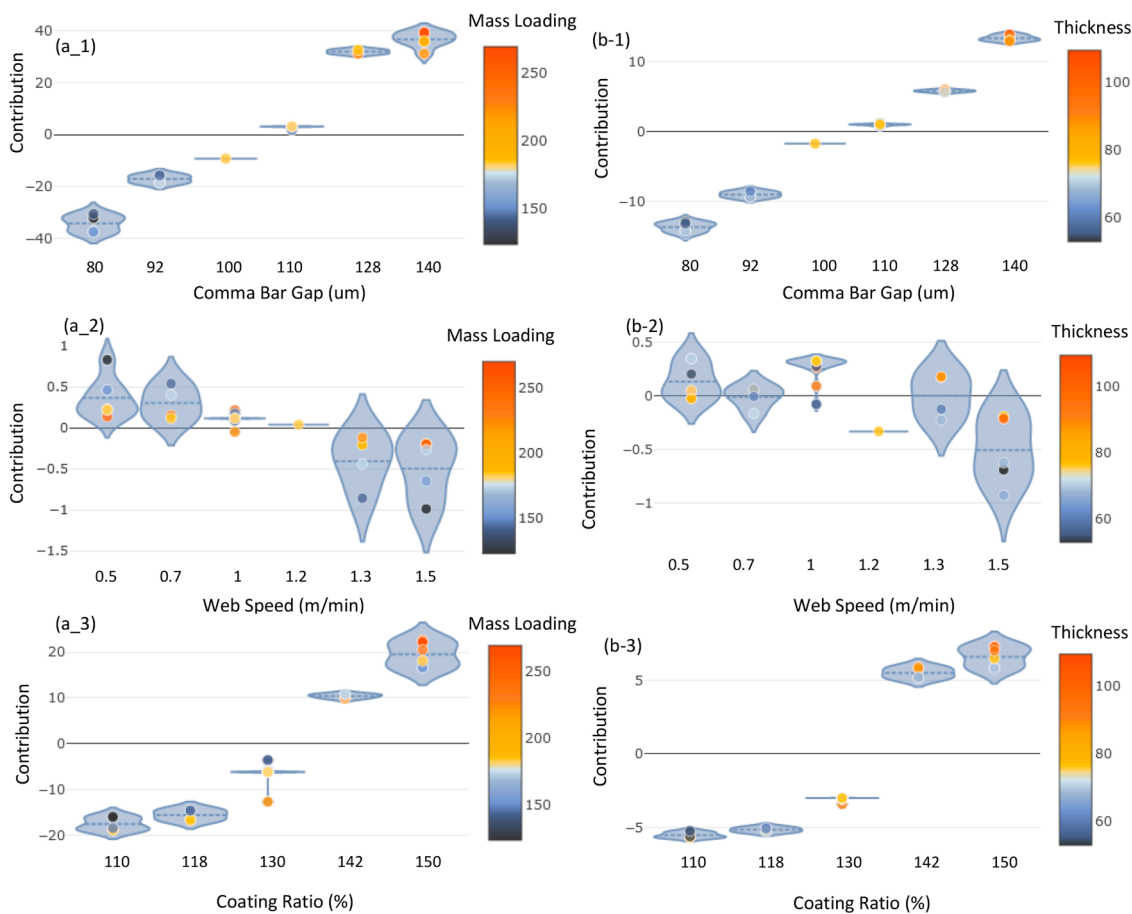 (a_1)
Mass Loading
Contribution
40
20
0
−20
−40
80 92 100 110 128 140
Comma Bar Gap (um)
250
200
150
(b-1)
Thickness
Contribution
10
0
−10
80 92 100 110 128 140
Comma Bar Gap (um)
100
80
60
(a_2)
Mass Loading
Contribution
1
0.5
0
−0.5
−1
−1.5
0.5 0.7 1 1.2 1.3 1.5
Web Speed (m/min)
250
200
150
(b-2)
Thickness
Contribution
0.5
0
−0.5
−1
0.5 0.7 1 1.2 1.3 1.5
Web Speed (m/min)
100
80
60
(a_3)
Mass Loading
Contribution
20
10
0
−10
−20
110 118 130 142 150
Coating Ratio (%)
250
200
150
(b-3)
Thickness
Contribution
5
0
−5
110 118 130 142 150
Coating Ratio (%)
100
80
60